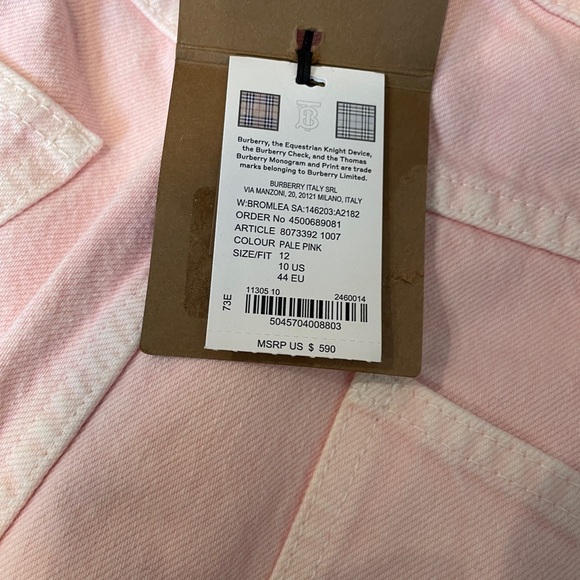 Burberry, the Equestrian Knight Device,
the Burberry Check, and the Thomas
Burberry Monogram and Print are trade
marks belonging to Burberry Limited.
BURBERRY ITALY SRL
VIA MANZONI, 20, 20121 MILANO, ITALY
W:BROMLEA SA:146203:A2182
ORDER No 4500689081
ARTICLE 8073392 1007
COLOUR PALE PINK
SIZE/FIT 12
10 US
44 EU
73E
11305 10 2460014
5045704008803
MSRP US $ 590